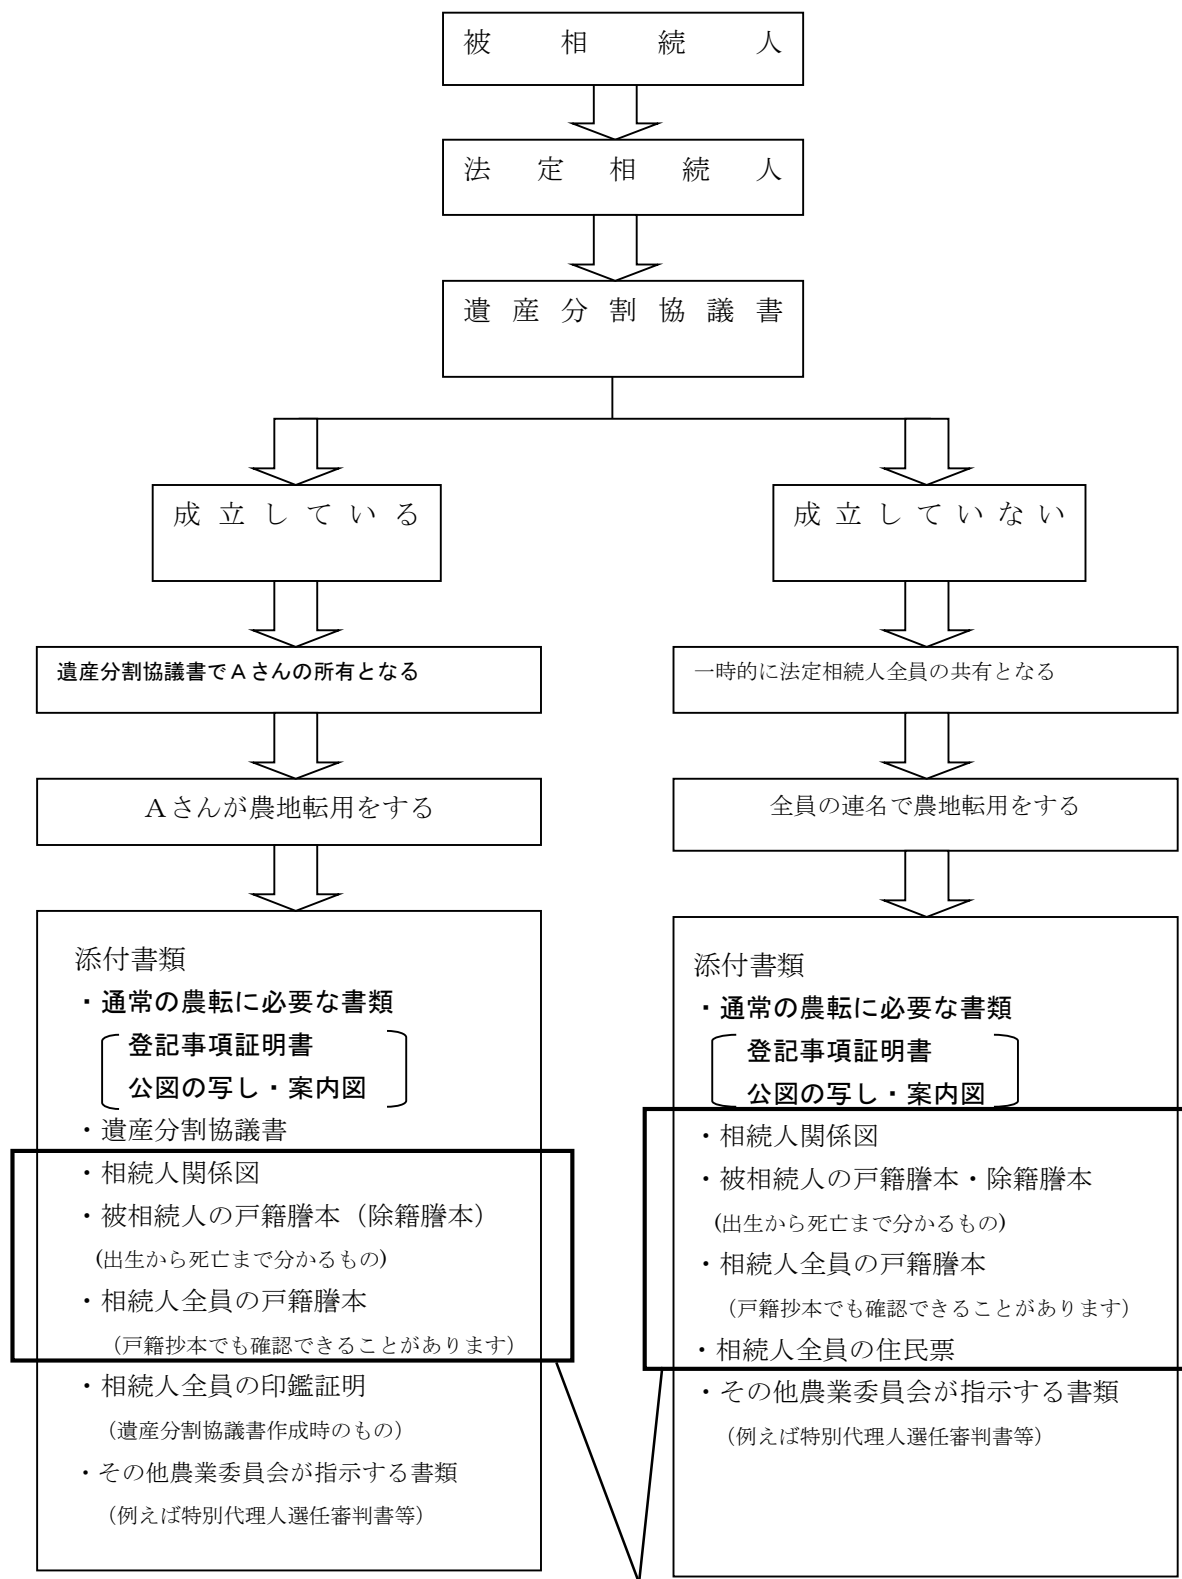 被相続人
法定相続人
遺産分割協議書
成立している
遺産分割協議書でAさんの所有となる
Aさんが農地転用をする
添付書類
・通常の農転に必要な書類
登記事項証明書
公図の写し・案内図
・遺産分割協議書
・相続人関係図
・被相続人の戸籍謄本（除籍謄本）
(出生から死亡まで分かるもの)
・相続人全員の戸籍謄本
（戸籍抄本でも確認できることがあります）
・相続人全員の印鑑証明
（遺産分割協議書作成時のもの）
・その他農業委員会が指示する書類
（例えば特別代理人選任審判書等）
成立していない
一時的に法定相続人全員の共有となる
全員の連名で農地転用をする
添付書類
・通常の農転に必要な書類
登記事項証明書
公図の写し・案内図
・相続人関係図
・被相続人の戸籍謄本・除籍謄本
(出生から死亡まで分かるもの)
・相続人全員の戸籍謄本
（戸籍抄本でも確認できることがあります）
・相続人全員の住民票
・その他農業委員会が指示する書類
（例えば特別代理人選任審判書等）